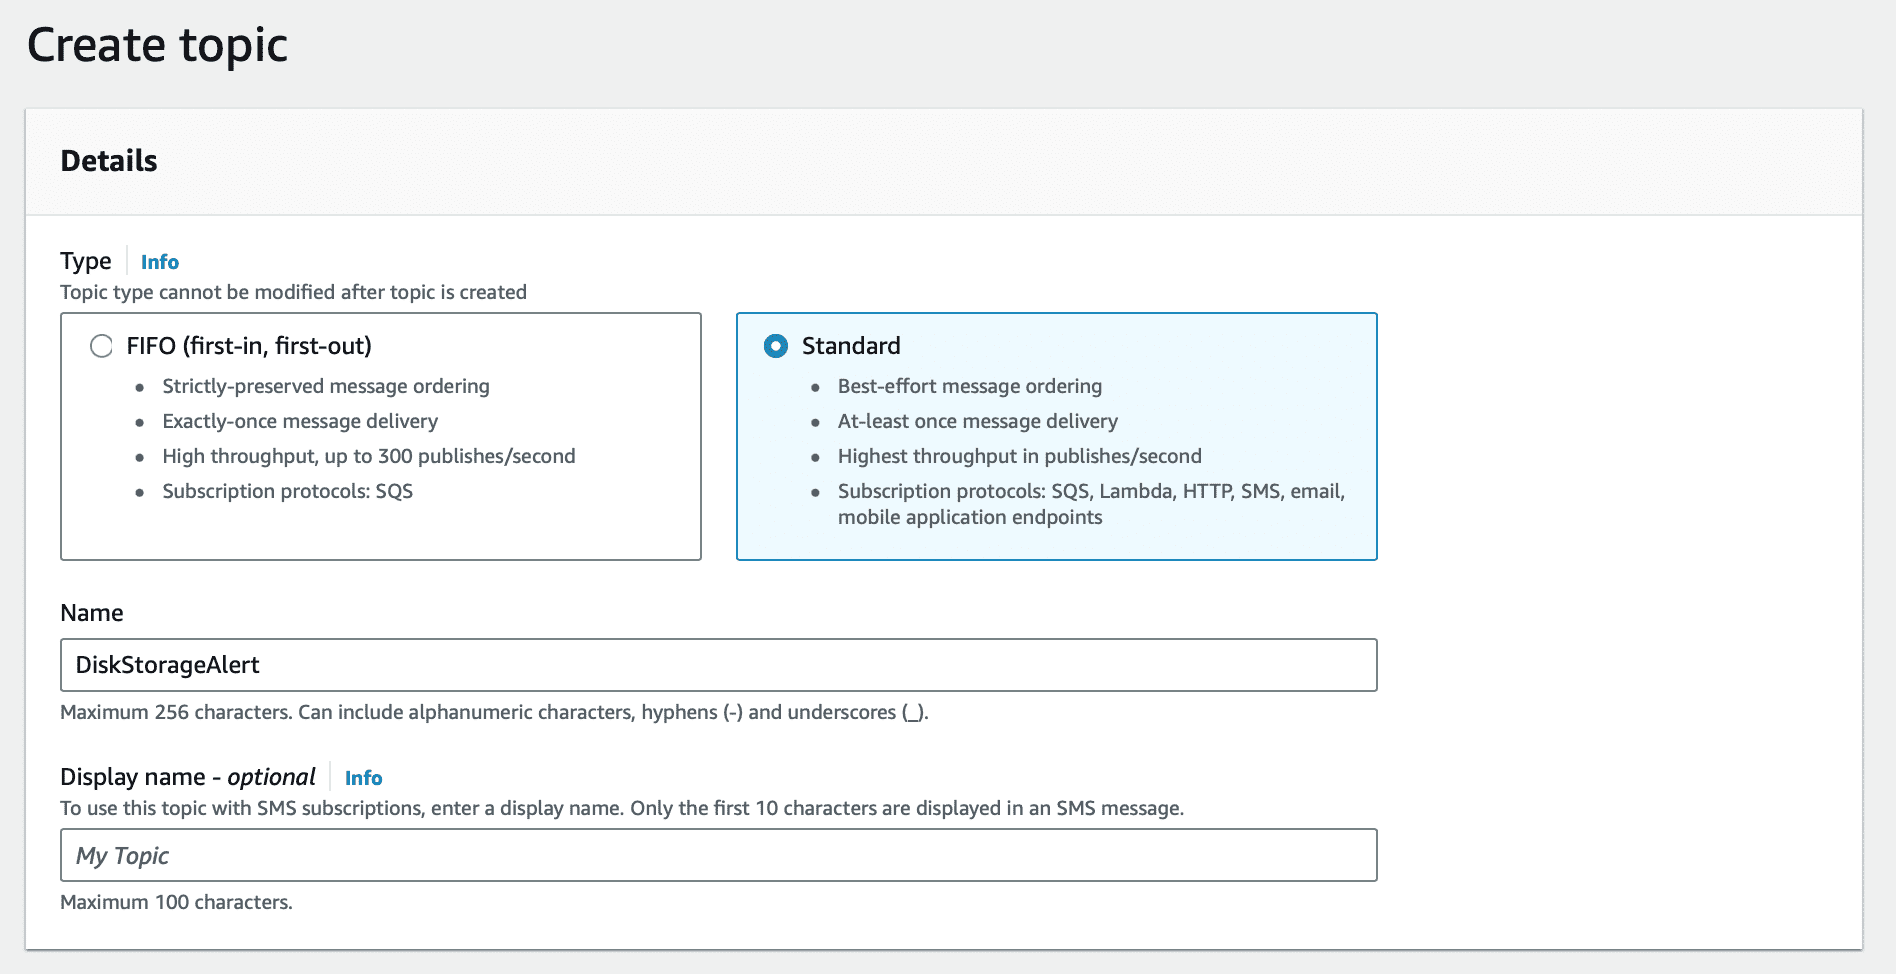 Create topic
Details
Type Info
Topic type cannot be modified after topic is created
FIFO (first-in, first-out)
• Strictly-preserved message ordering
• Exactly-once message delivery
• High throughput, up to 300 publishes/second
• Subscription protocols: SQS
Standard
• Best-effort message ordering
• At-least once message delivery
• Highest throughput in publishes/second
• Subscription protocols: SQS, Lambda, HTTP, SMS, email,
mobile application endpoints
Name
DiskStorageAlert
Maximum 256 characters. Can include alphanumeric characters, hyphens (-) and underscores (_).
Display name - optional Info
To use this topic with SMS subscriptions, enter a display name. Only the first 10 characters are displayed in an SMS message.
My Topic
Maximum 100 characters.